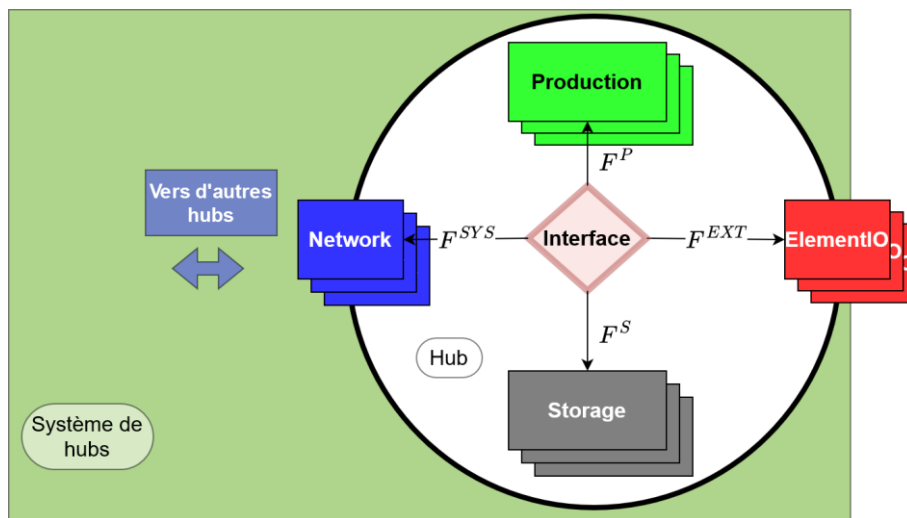 Production
F^P
Vers d'autres
hubs
Network
F^{SYS}
Interface
F^{EXT}
ElementIO
O
F^S
Hub
Storage
Système de
hubs